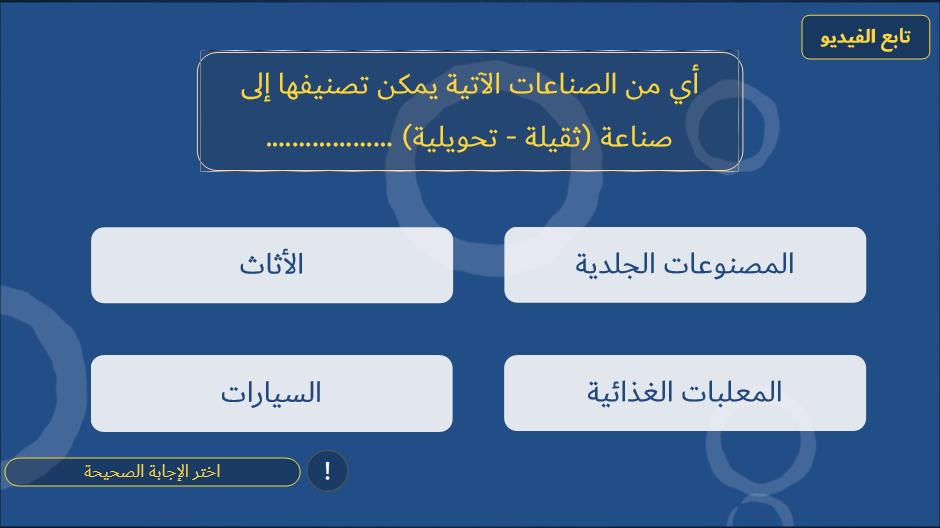 تابع الفيديو
أي من الصناعات الآتية يمكن تصنيفها إلى
صناعة (ثقيلة - تحويلية) ...................
المصنوعات الجلدية
الأثاث
المعلبات الغذائية
السيارات
!
اختر الإجابة الصحيحة